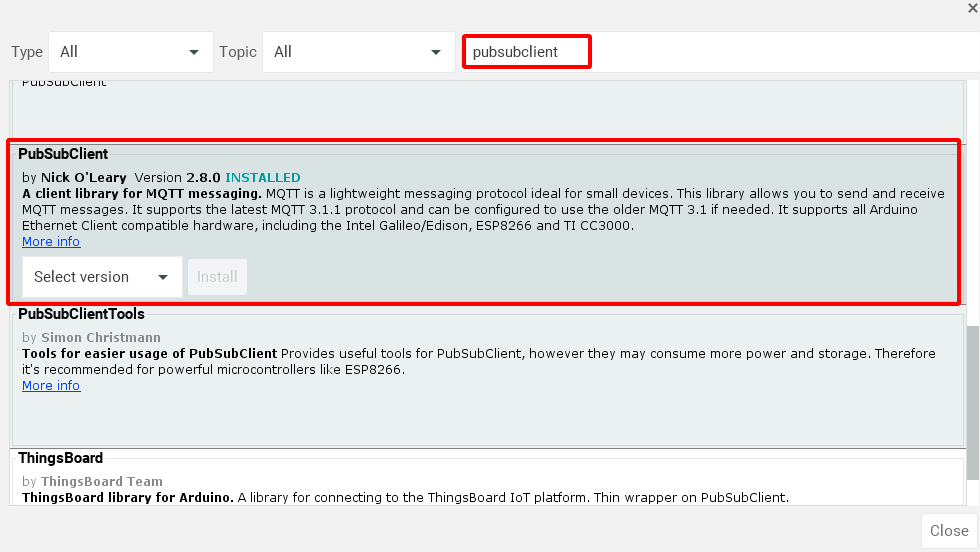 Type All Topic All pubsubclient
PubSubClient
PubSubClient
by Nick O'Leary Version 2.8.0 INSTALLED
A client library for MQTT messaging. MQTT is a lightweight messaging protocol ideal for small devices. This library allows you to send and receive
MQTT messages. It supports the latest MQTT 3.1.1 protocol and can be configured to use the older MQTT 3.1 if needed. It supports all Arduino
Ethernet Client compatible hardware, including the Intel Galileo/Edison, ESP8266 and TI CC3000.
More info
Select version Install
PubSubClientTools
by Simon Christmann
Tools for easier usage of PubSubClient Provides useful tools for PubSubClient, however they may consume more power and storage. Therefore
it's recommended for powerful microcontrollers like ESP8266.
More info
ThingsBoard
by ThingsBoard Team
ThingsBoard library for Arduino. A library for connecting to the ThingsBoard IoT platform. Thin wrapper on PubSubClient.
Close